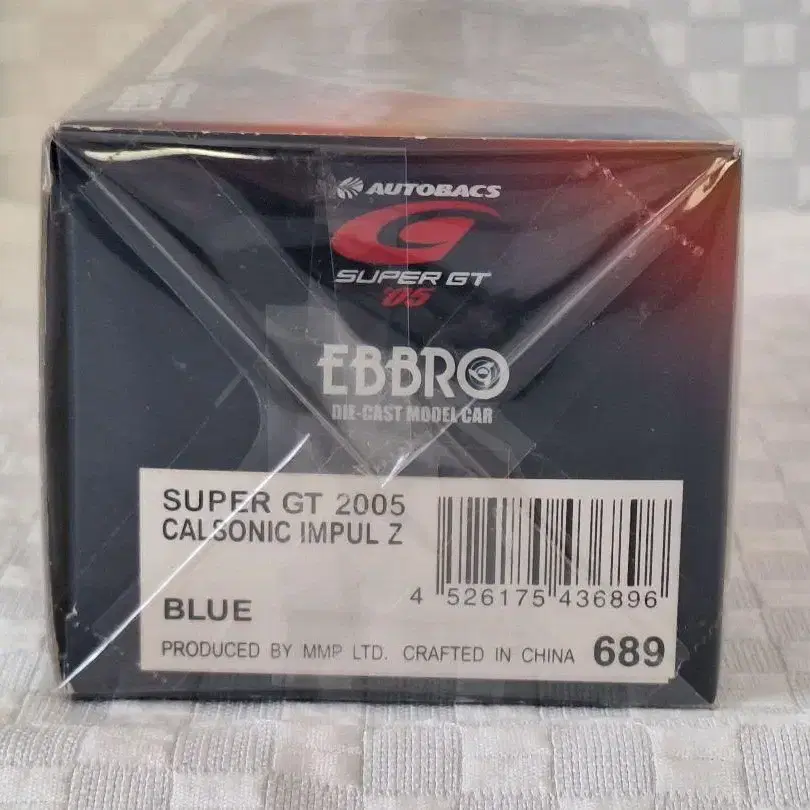 AUTOBACS
SUPER GT
'05
EBBRO
DIE-CAST MODEL CAR
SUPER GT 2005
CALSONIC IMPUL Z
4 526175 436896
BLUE
PRODUCED BY MMP LTD. CRAFTED IN CHINA 689